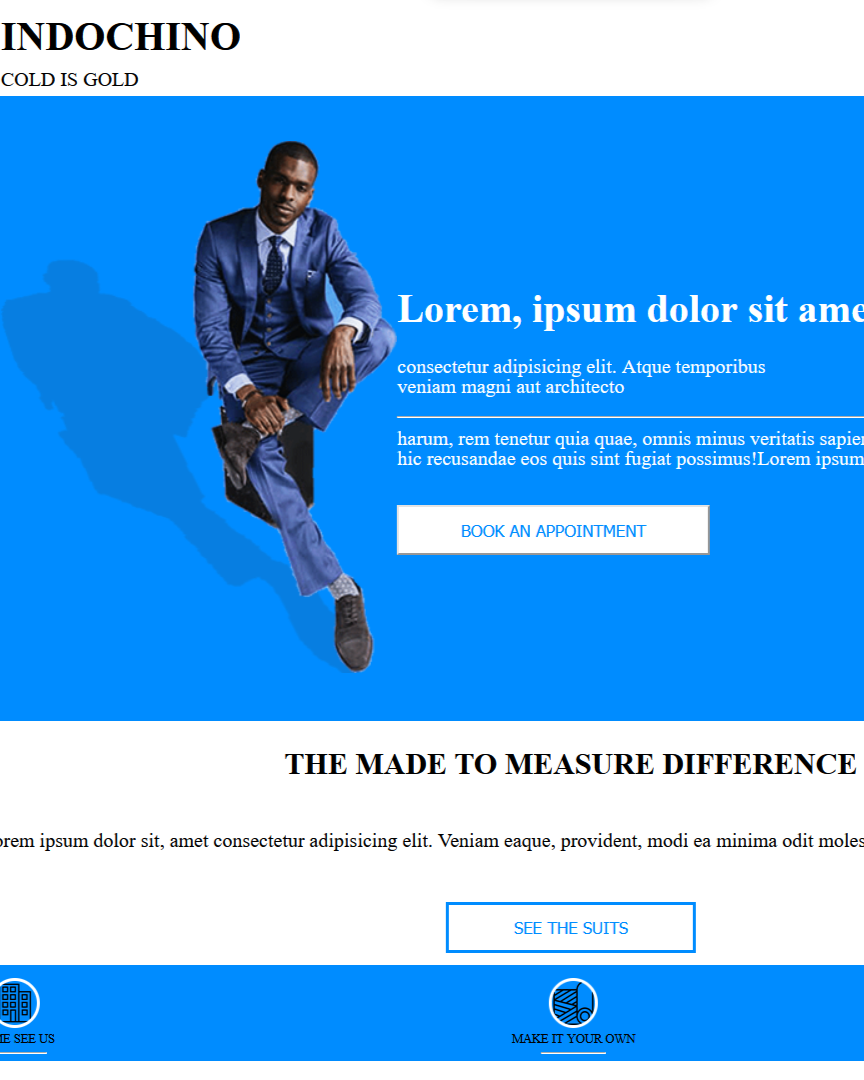 INDOCHINO
COLD IS GOLD
Lorem, ipsum dolor sit ame
consectetur adipisicing elit. Atque temporibus
veniam magni aut architecto
harum, rem tenetur quia quae, omnis minus veritatis sapien
hic recusandae eos quis sint fugiat possimus!Lorem ipsum
BOOK AN APPOINTMENT
THE MADE TO MEASURE DIFFERENCE
orem ipsum dolor sit, amet consectetur adipisicing elit. Veniam eaque, provident, modi ea minima odit moles
SEE THE SUITS
ME SEE US
MAKE IT YOUR OWN